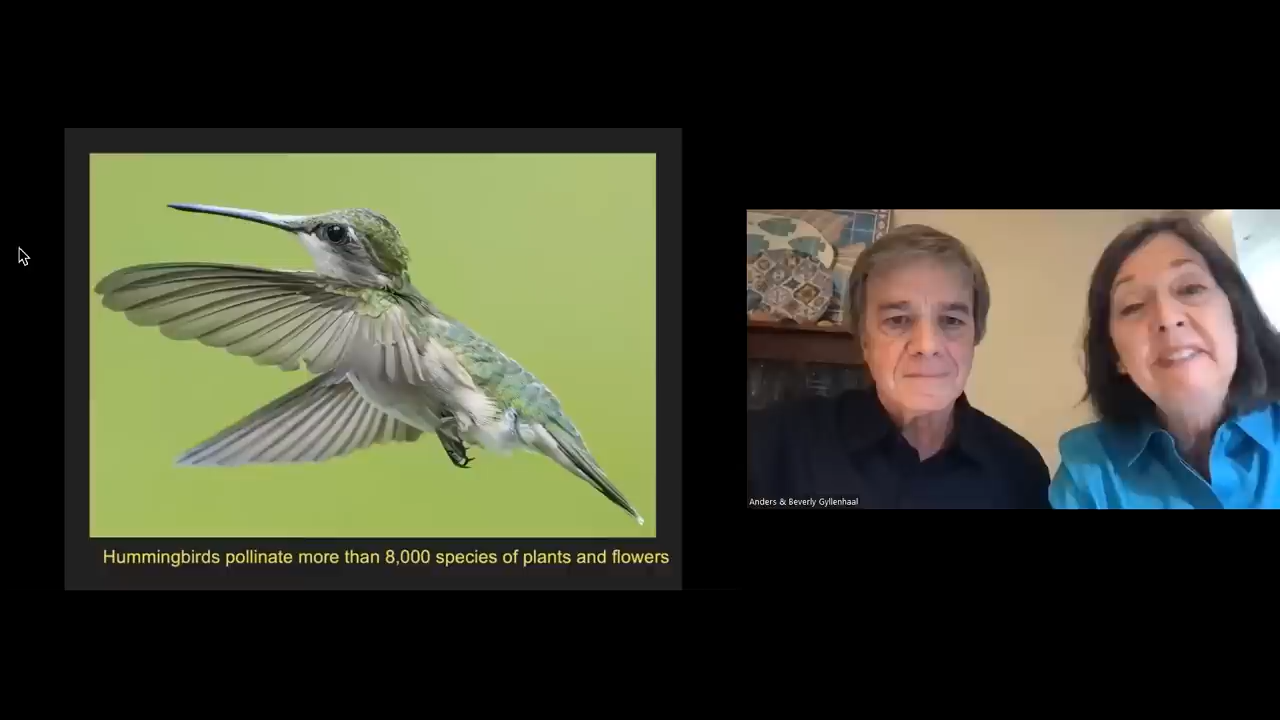 Hummingbirds pollinate more than 8,000 species of plants and flowers
Anders & Beverly Gyllenhaal